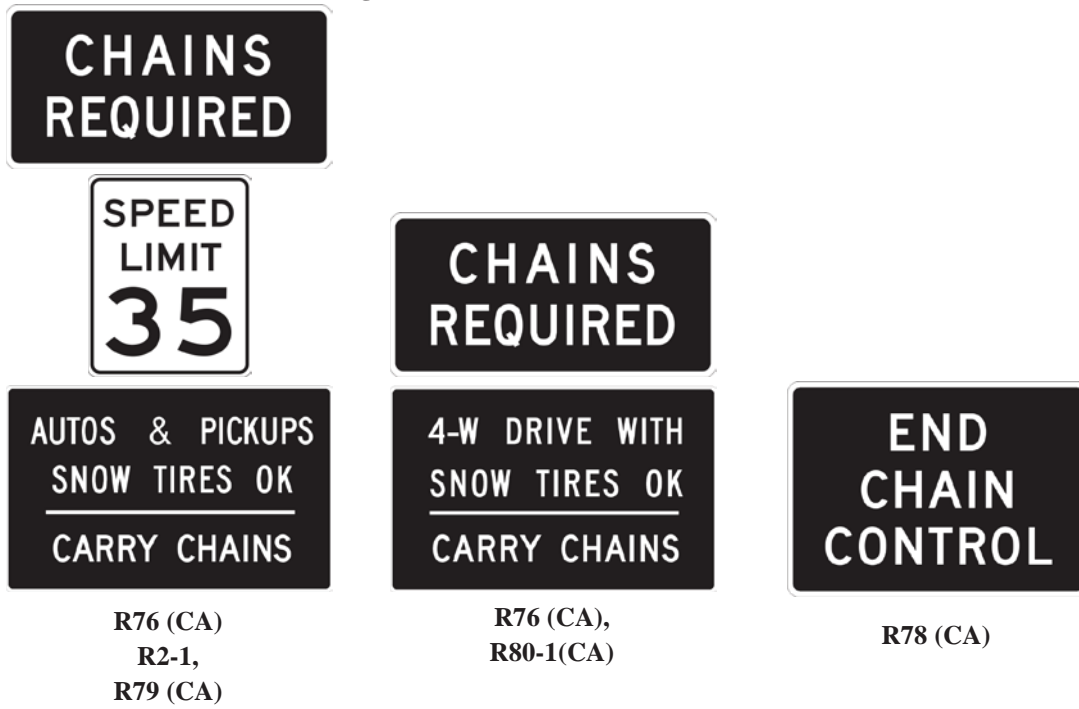 CHAINS
REQUIRED
SPEED
LIMIT
35
AUTOS & PICKUPS
SNOW TIRES OK
CARRY CHAINS
R76 (CA)
R2-1,
R79 (CA)
CHAINS
REQUIRED
4-W DRIVE WITH
SNOW TIRES OK
CARRY CHAINS
R76 (CA),
R80-1(CA)
END
CHAIN
CONTROL
R78 (CA)